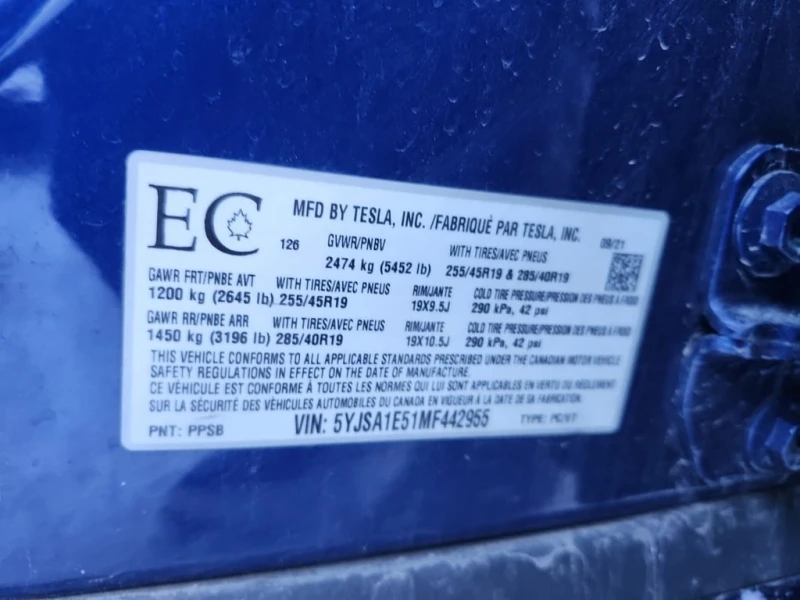 EC
MFD BY TESLA, INC. /FABRIQUÉ PAR TESLA, INC. 09/21
126 GVWR/PNBV WITH TIRES/AVEC PNEUS
2474 kg (5452 lb) 255/45R19 & 285/40R19
GAWR FRT/PNBE AVT WITH TIRES/AVEC PNEUS RIM/JANTE COLD TIRE PRESSURE/PRESSION DES PNEUS À FROID
1200 kg (2645 lb) 255/45R19 19X9.5J 290 kPa, 42 psi
GAWR RR/PNBE ARR WITH TIRES/AVEC PNEUS RIM/JANTE COLD TIRE PRESSURE/PRESSION DES PNEUS À FROID
1450 kg (3196 lb) 285/40R19 19X10.5J 290 kPa, 42 psi
THIS VEHICLE CONFORMS TO ALL APPLICABLE STANDARDS PRESCRIBED UNDER THE CANADIAN MOTOR VEHICLE
SAFETY REGULATIONS IN EFFECT ON THE DATE OF MANUFACTURE.
CE VÉHICULE EST CONFORME À TOUTES LES NORMES QUI LUI SONT APPLICABLES EN VERTU DU RÈGLEMENT
SUR LA SÉCURITÉ DES VÉHICULES AUTOMOBILES DU CANADA EN VIGUEUR À LA DATE DE SA FABRICATION.
PNT: PPSB VIN: 5YJSA1E51MF442955 TYPE: PC/VT